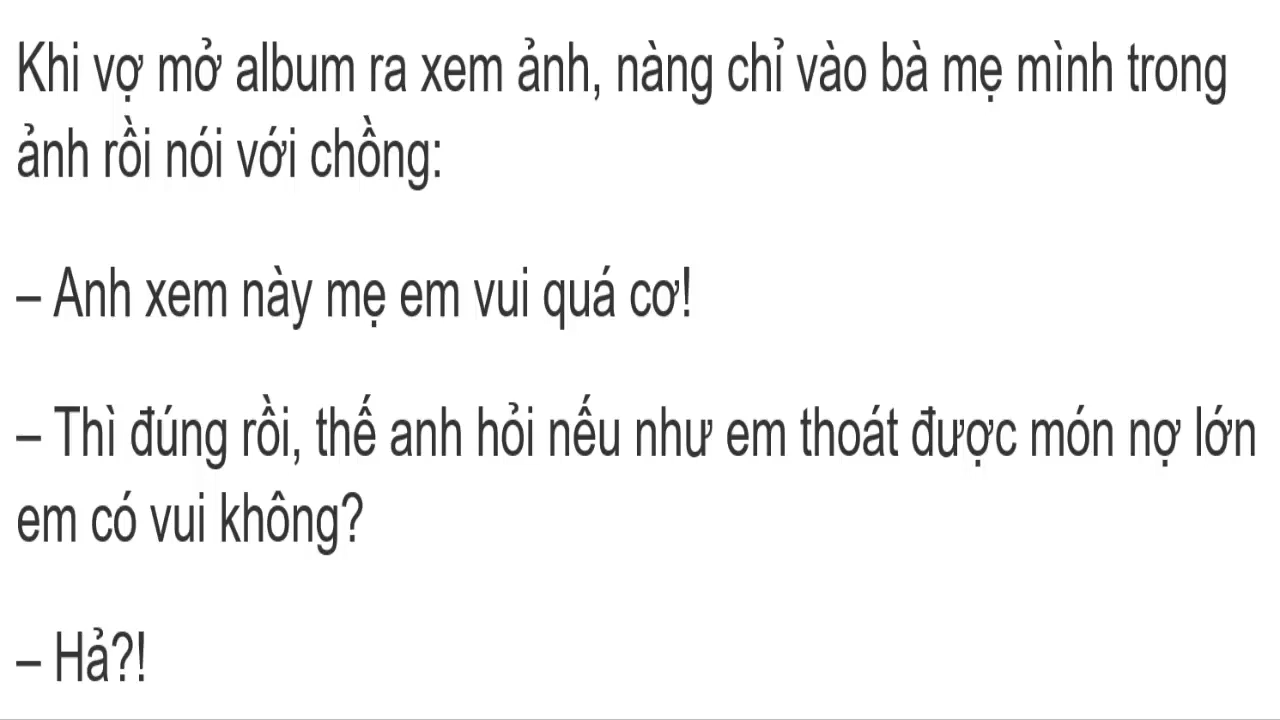 Khi vợ mở album ra xem ảnh, nàng chỉ vào bà mẹ mình trong
ảnh rồi nói với chồng:
– Anh xem này mẹ em vui quá cơ!
– Thì đúng rồi, thế anh hỏi nếu như em thoát được món nợ lớn
em có vui không?
– Hả?!